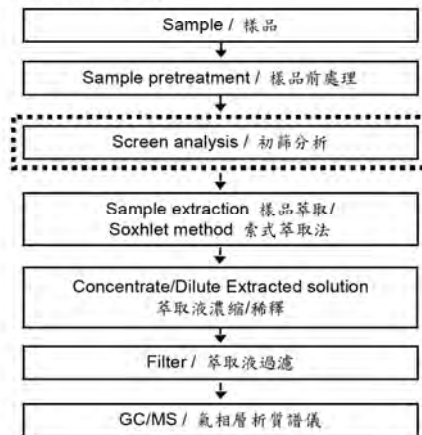 Sample / 樣品
Sample pretreatment / 樣品前處理
Screen analysis / 初篩分析
Sample extraction 樣品萃取/
Soxhlet method 索式萃取法
Concentrate/Dilute Extracted solution
萃取液濃縮/稀釋
Filter / 萃取液過濾
GC/MS / 氣相層析質譜儀